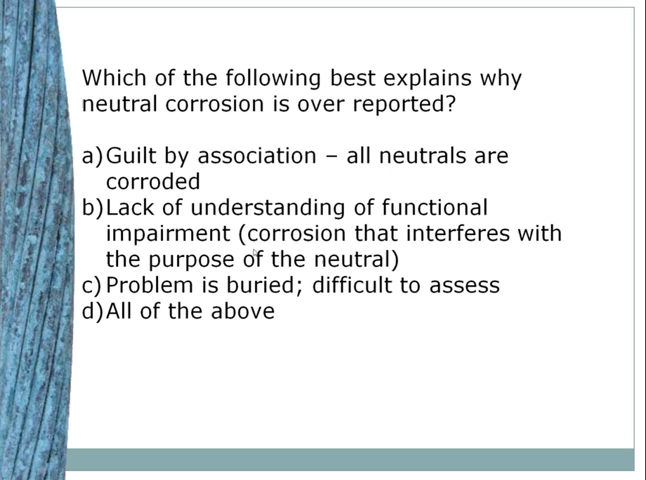 Which of the following best explains why
neutral corrosion is over reported?
a) Guilt by association – all neutrals are
corroded
b) Lack of understanding of functional
impairment (corrosion that interferes with
the purpose of the neutral)
c) Problem is buried; difficult to assess
d) All of the above